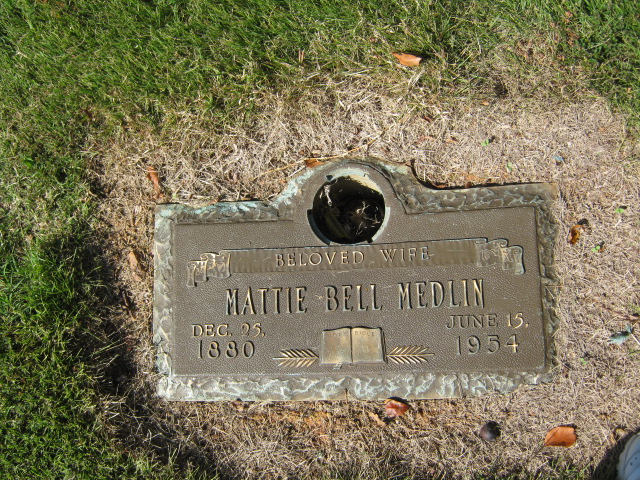 BELOVED WIFE
MATTIE BELL MEDLIN
DEC. 25, JUNE 15,
1880 1954